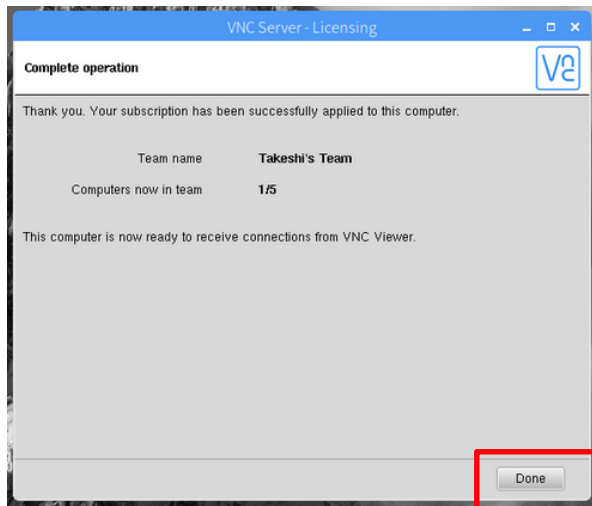 VNC Server - Licensing
Complete operation
Thank you. Your subscription has been successfully applied to this computer.
Team name Takeshi's Team
Computers now in team 1/5
This computer is now ready to receive connections from VNC Viewer.
Done